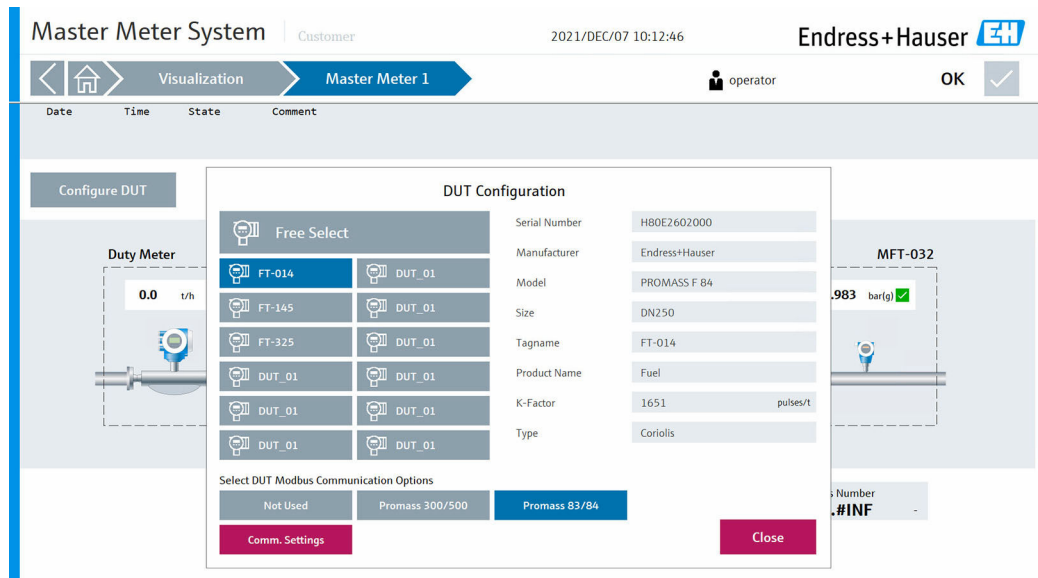 Master Meter System
Customer
2021/DEC/07 10:12:46
Endress+Hauser EH
Visualization
Master Meter 1
operator
OK
Date Time State Comment
Configure DUT
DUT Configuration
Free Select
FT-014 DUT_01
FT-145 DUT_01
FT-325 DUT_01
DUT_01 DUT_01
DUT_01 DUT_01
DUT_01 DUT_01
Serial Number H80E2602000
Manufacturer Endress+Hauser
Model PROMASS F 84
Size DN250
Tagname FT-014
Product Name Fuel
K-Factor 1651 pulses/t
Type Coriolis
Select DUT Modbus Communication Options
Not Used Promass 300/500 Promass 83/84
Comm. Settings
Close
Duty Meter
0.0 t/h
MFT-032
.983 bar(g)
Number
.#INF -